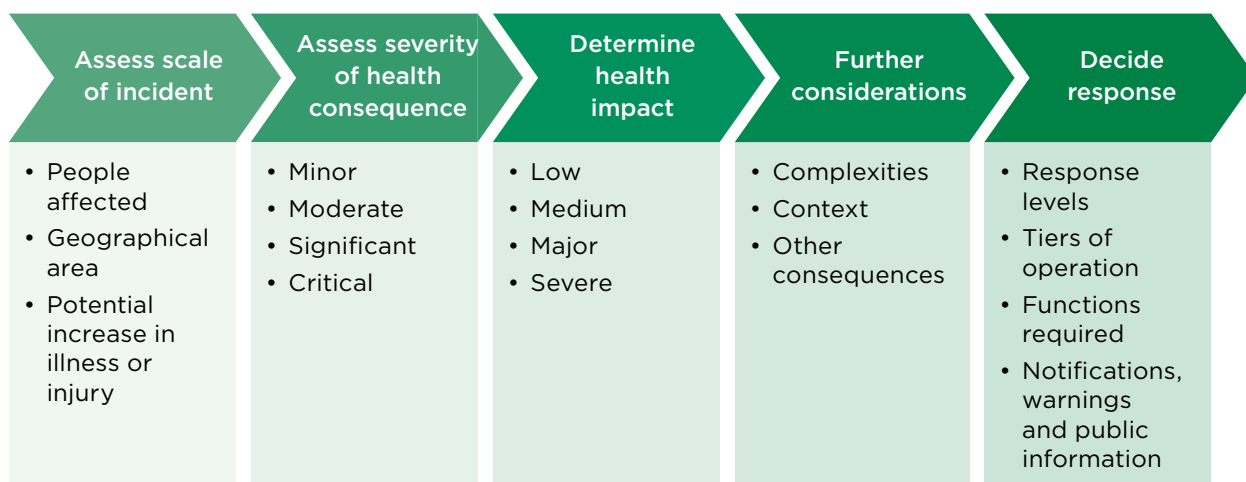 Assess scale
of incident
Assess severity
of health
consequence
Determine
health
impact
Further
considerations
Decide
response
• People
affected
• Geographical
area
• Potential
increase in
illness or
injury
• Minor
• Moderate
• Significant
• Critical
• Low
• Medium
• Major
• Severe
• Complexities
• Context
• Other
consequences
• Response
levels
• Tiers of
operation
• Functions
required
• Notifications,
warnings
and public
information